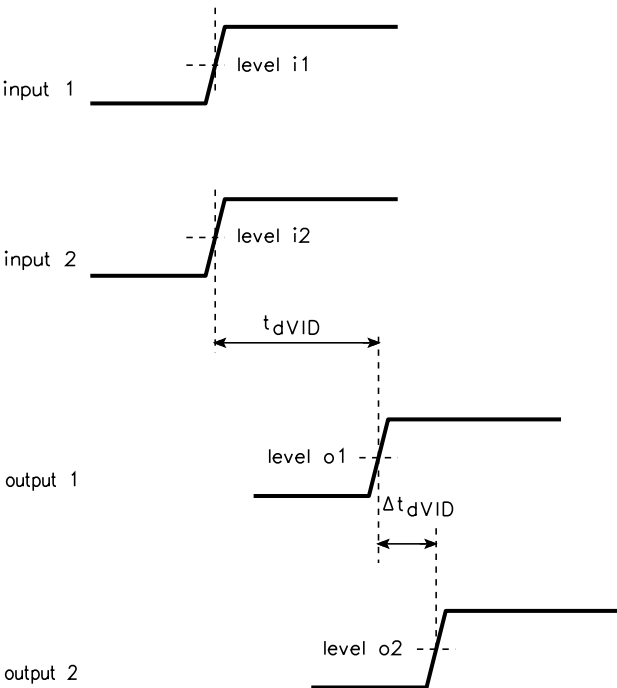 level i1
input 1
level i2
input 2
tdVID
level o1
output 1
ΔtdVID
level o2
output 2